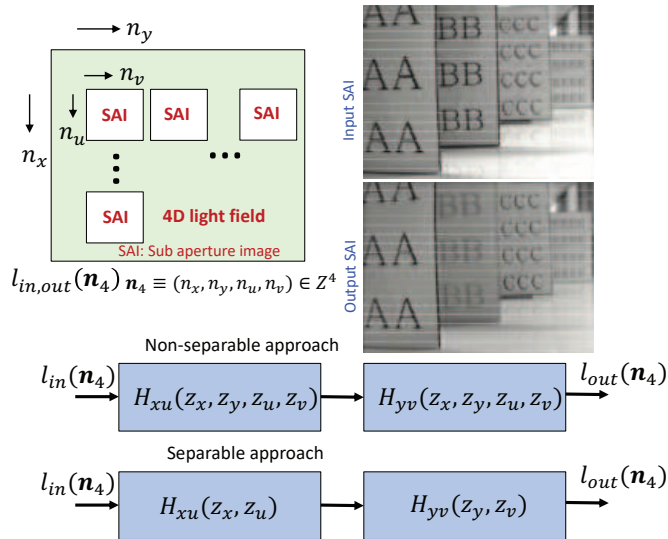 n_y
n_v
n_x
n_u
SAI SAI SAI
SAI
4D light field
SAI: Sub aperture image
l_{in,out}(n_4) n_4 ≡ (n_x, n_y, n_u, n_v) ∈ Z^4
Input SAI
AA BB CCC
AA BB CCC
AA BB CCC
CCC
Output SAI
AA BB CCC
AA BB CCC
AA BB CCC
CCC
Non-separable approach
l_{in}(n_4) H_{xu}(z_x, z_y, z_u, z_v) H_{yv}(z_x, z_y, z_u, z_v) l_{out}(n_4)
Separable approach
l_{in}(n_4) H_{xu}(z_x, z_u) H_{yv}(z_y, z_v) l_{out}(n_4)